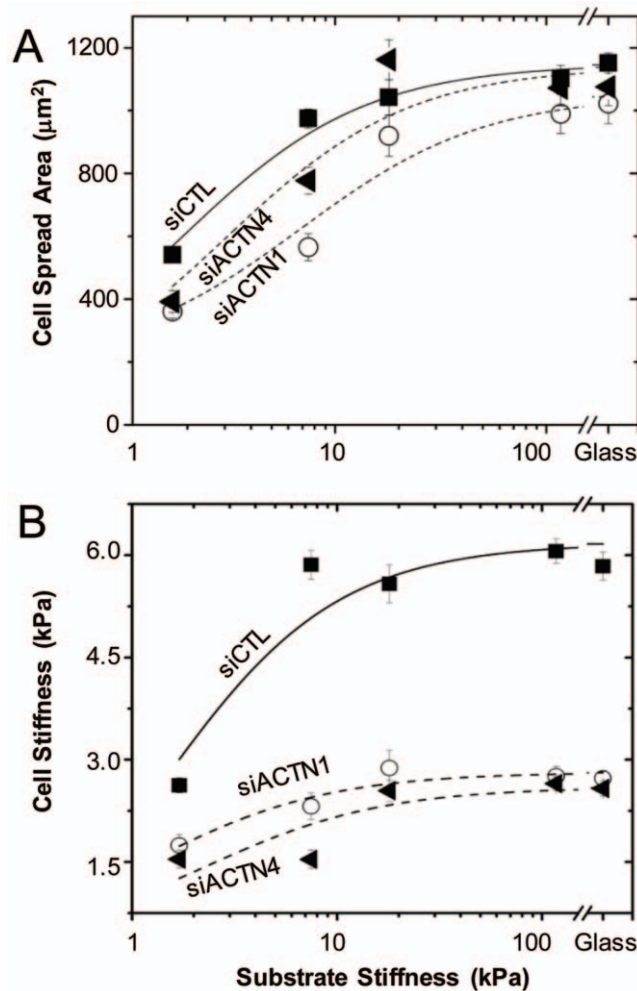 A
Cell Spread Area (μm²)
1200
800
400
0
siCTL
siACTN4
siACTN1
1
10
100
Glass
B
Cell Stiffness (kPa)
6.0
4.5
3.0
1.5
siCTL
siACTN1
siACTN4
1
10
100
Glass
Substrate Stiffness (kPa)